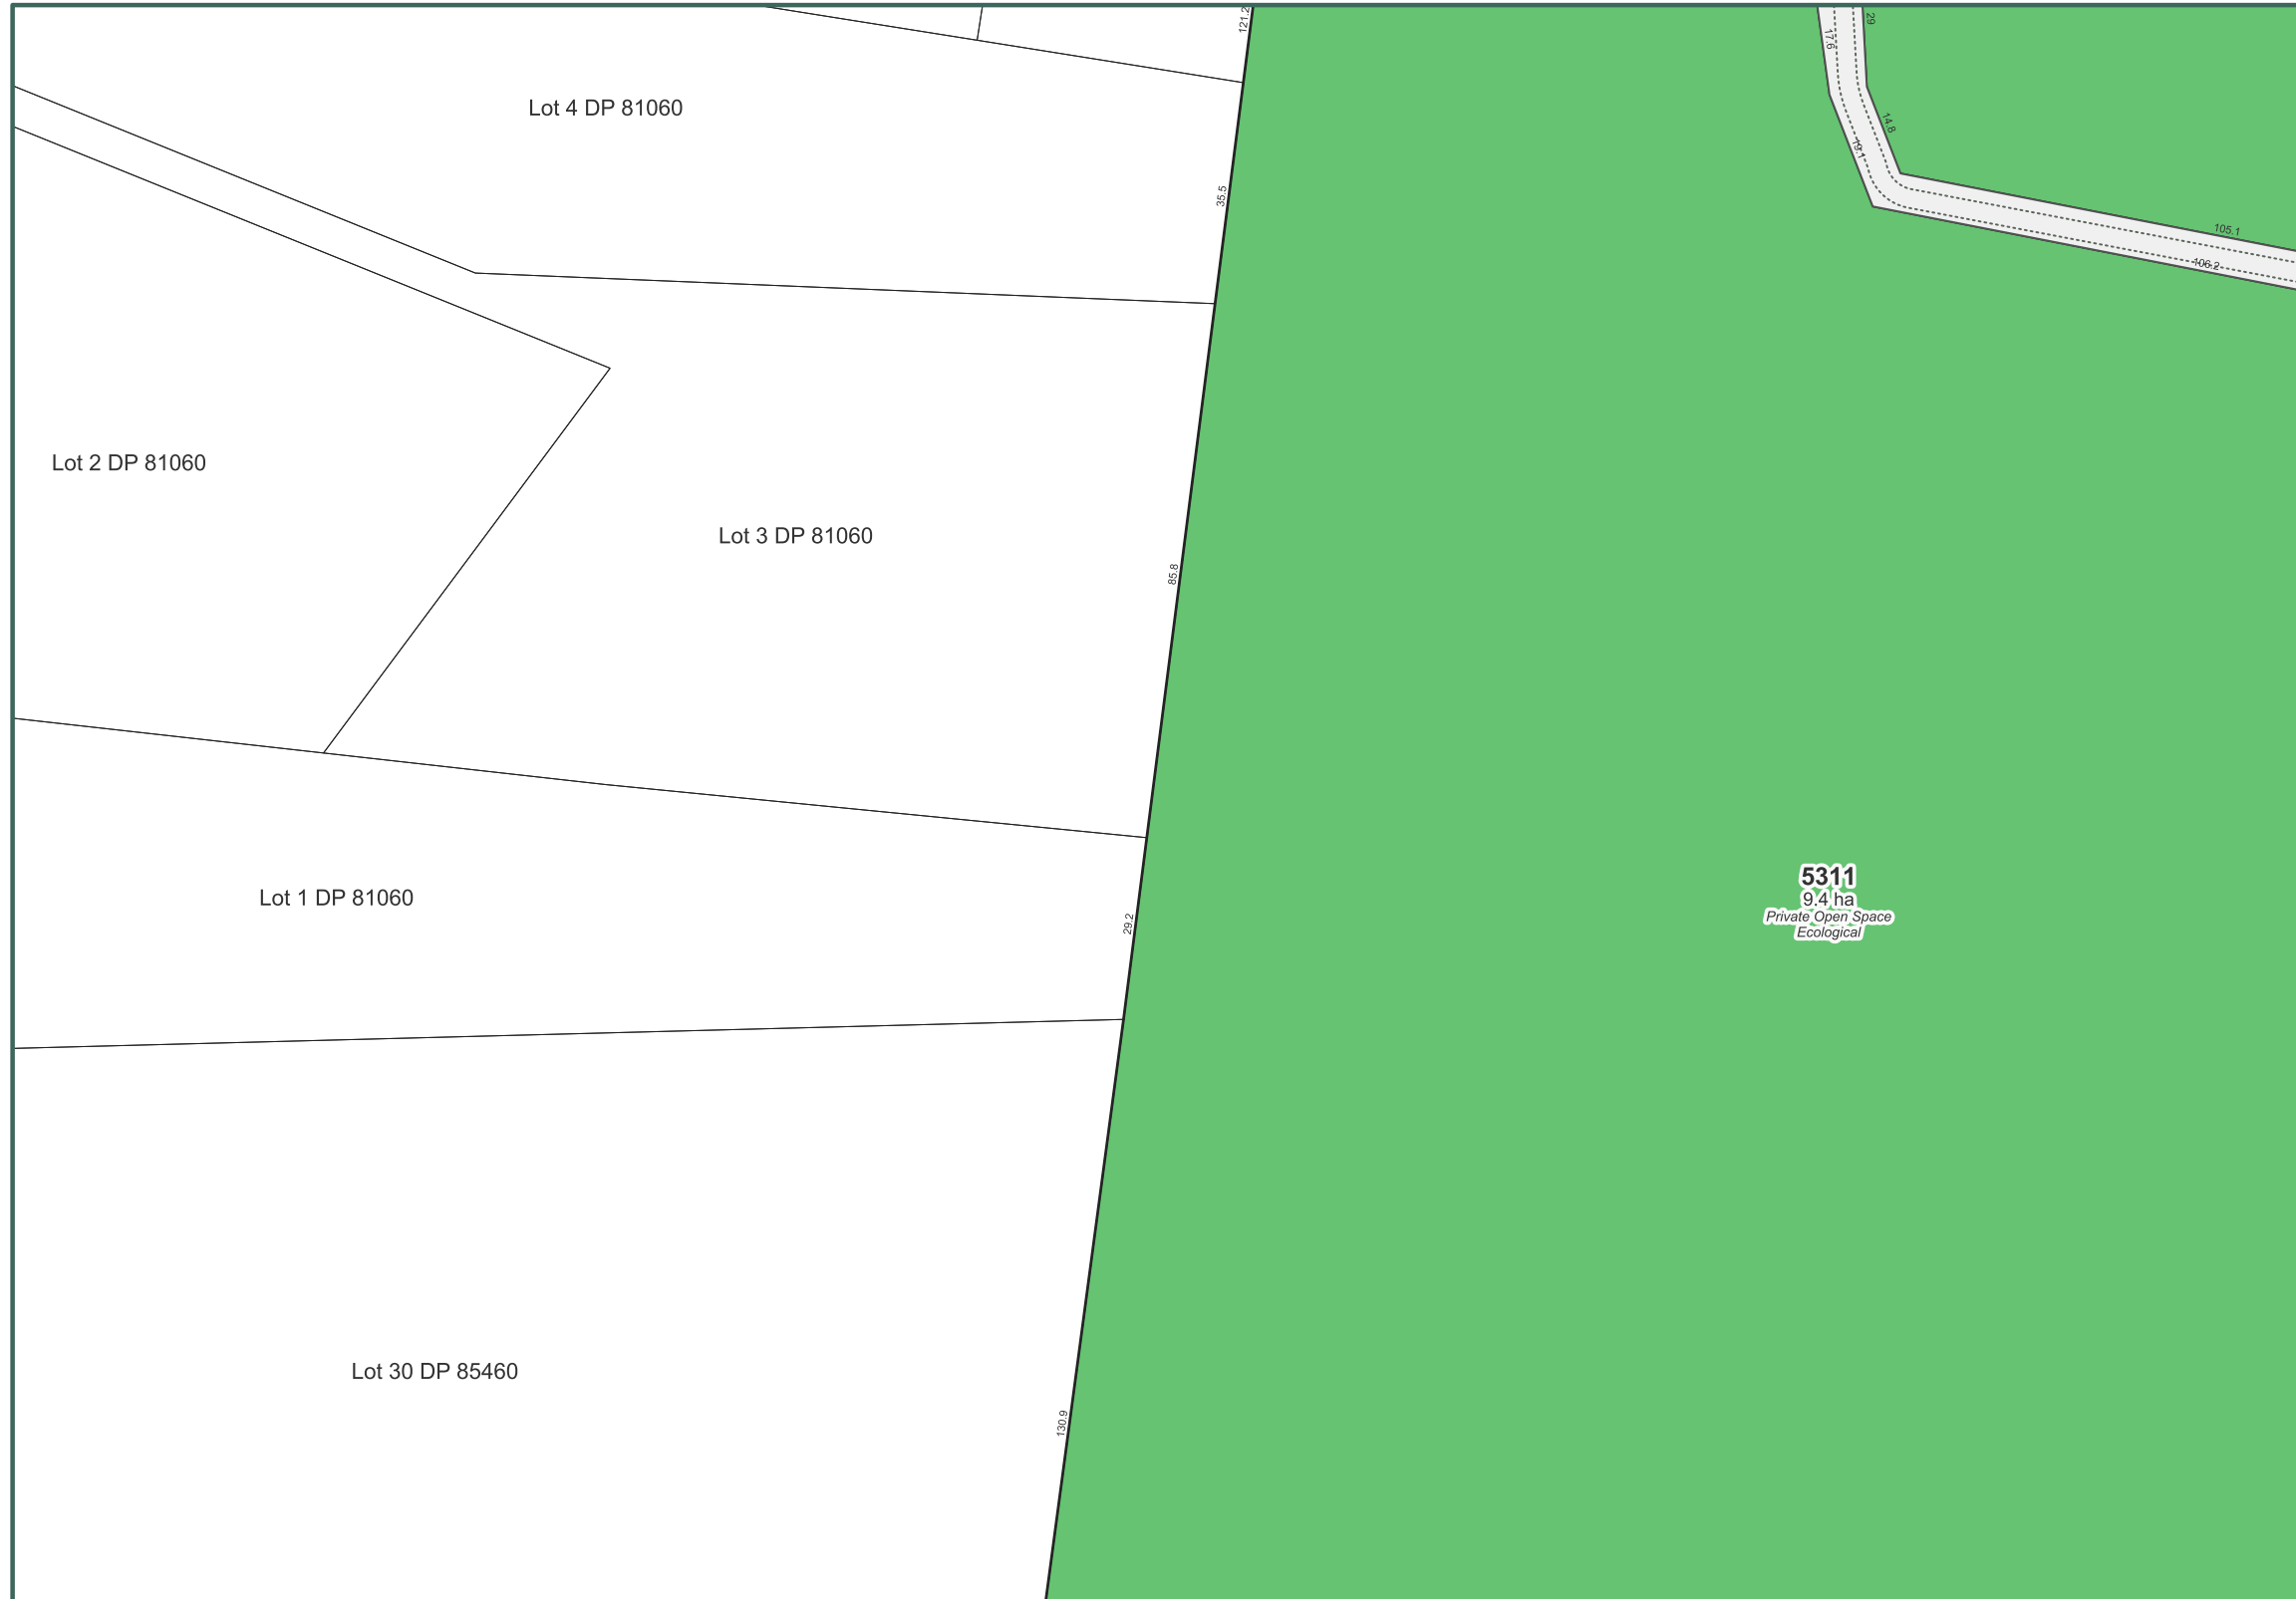 121.2
29
17.6
Lot 4 DP 81060
14.8
19.1
35.5
105.1
106.2
Lot 2 DP 81060
Lot 3 DP 81060
85.8
5311
9.4 ha
Private Open Space
Ecological
Lot 1 DP 81060
29.2
Lot 30 DP 85460
130.9